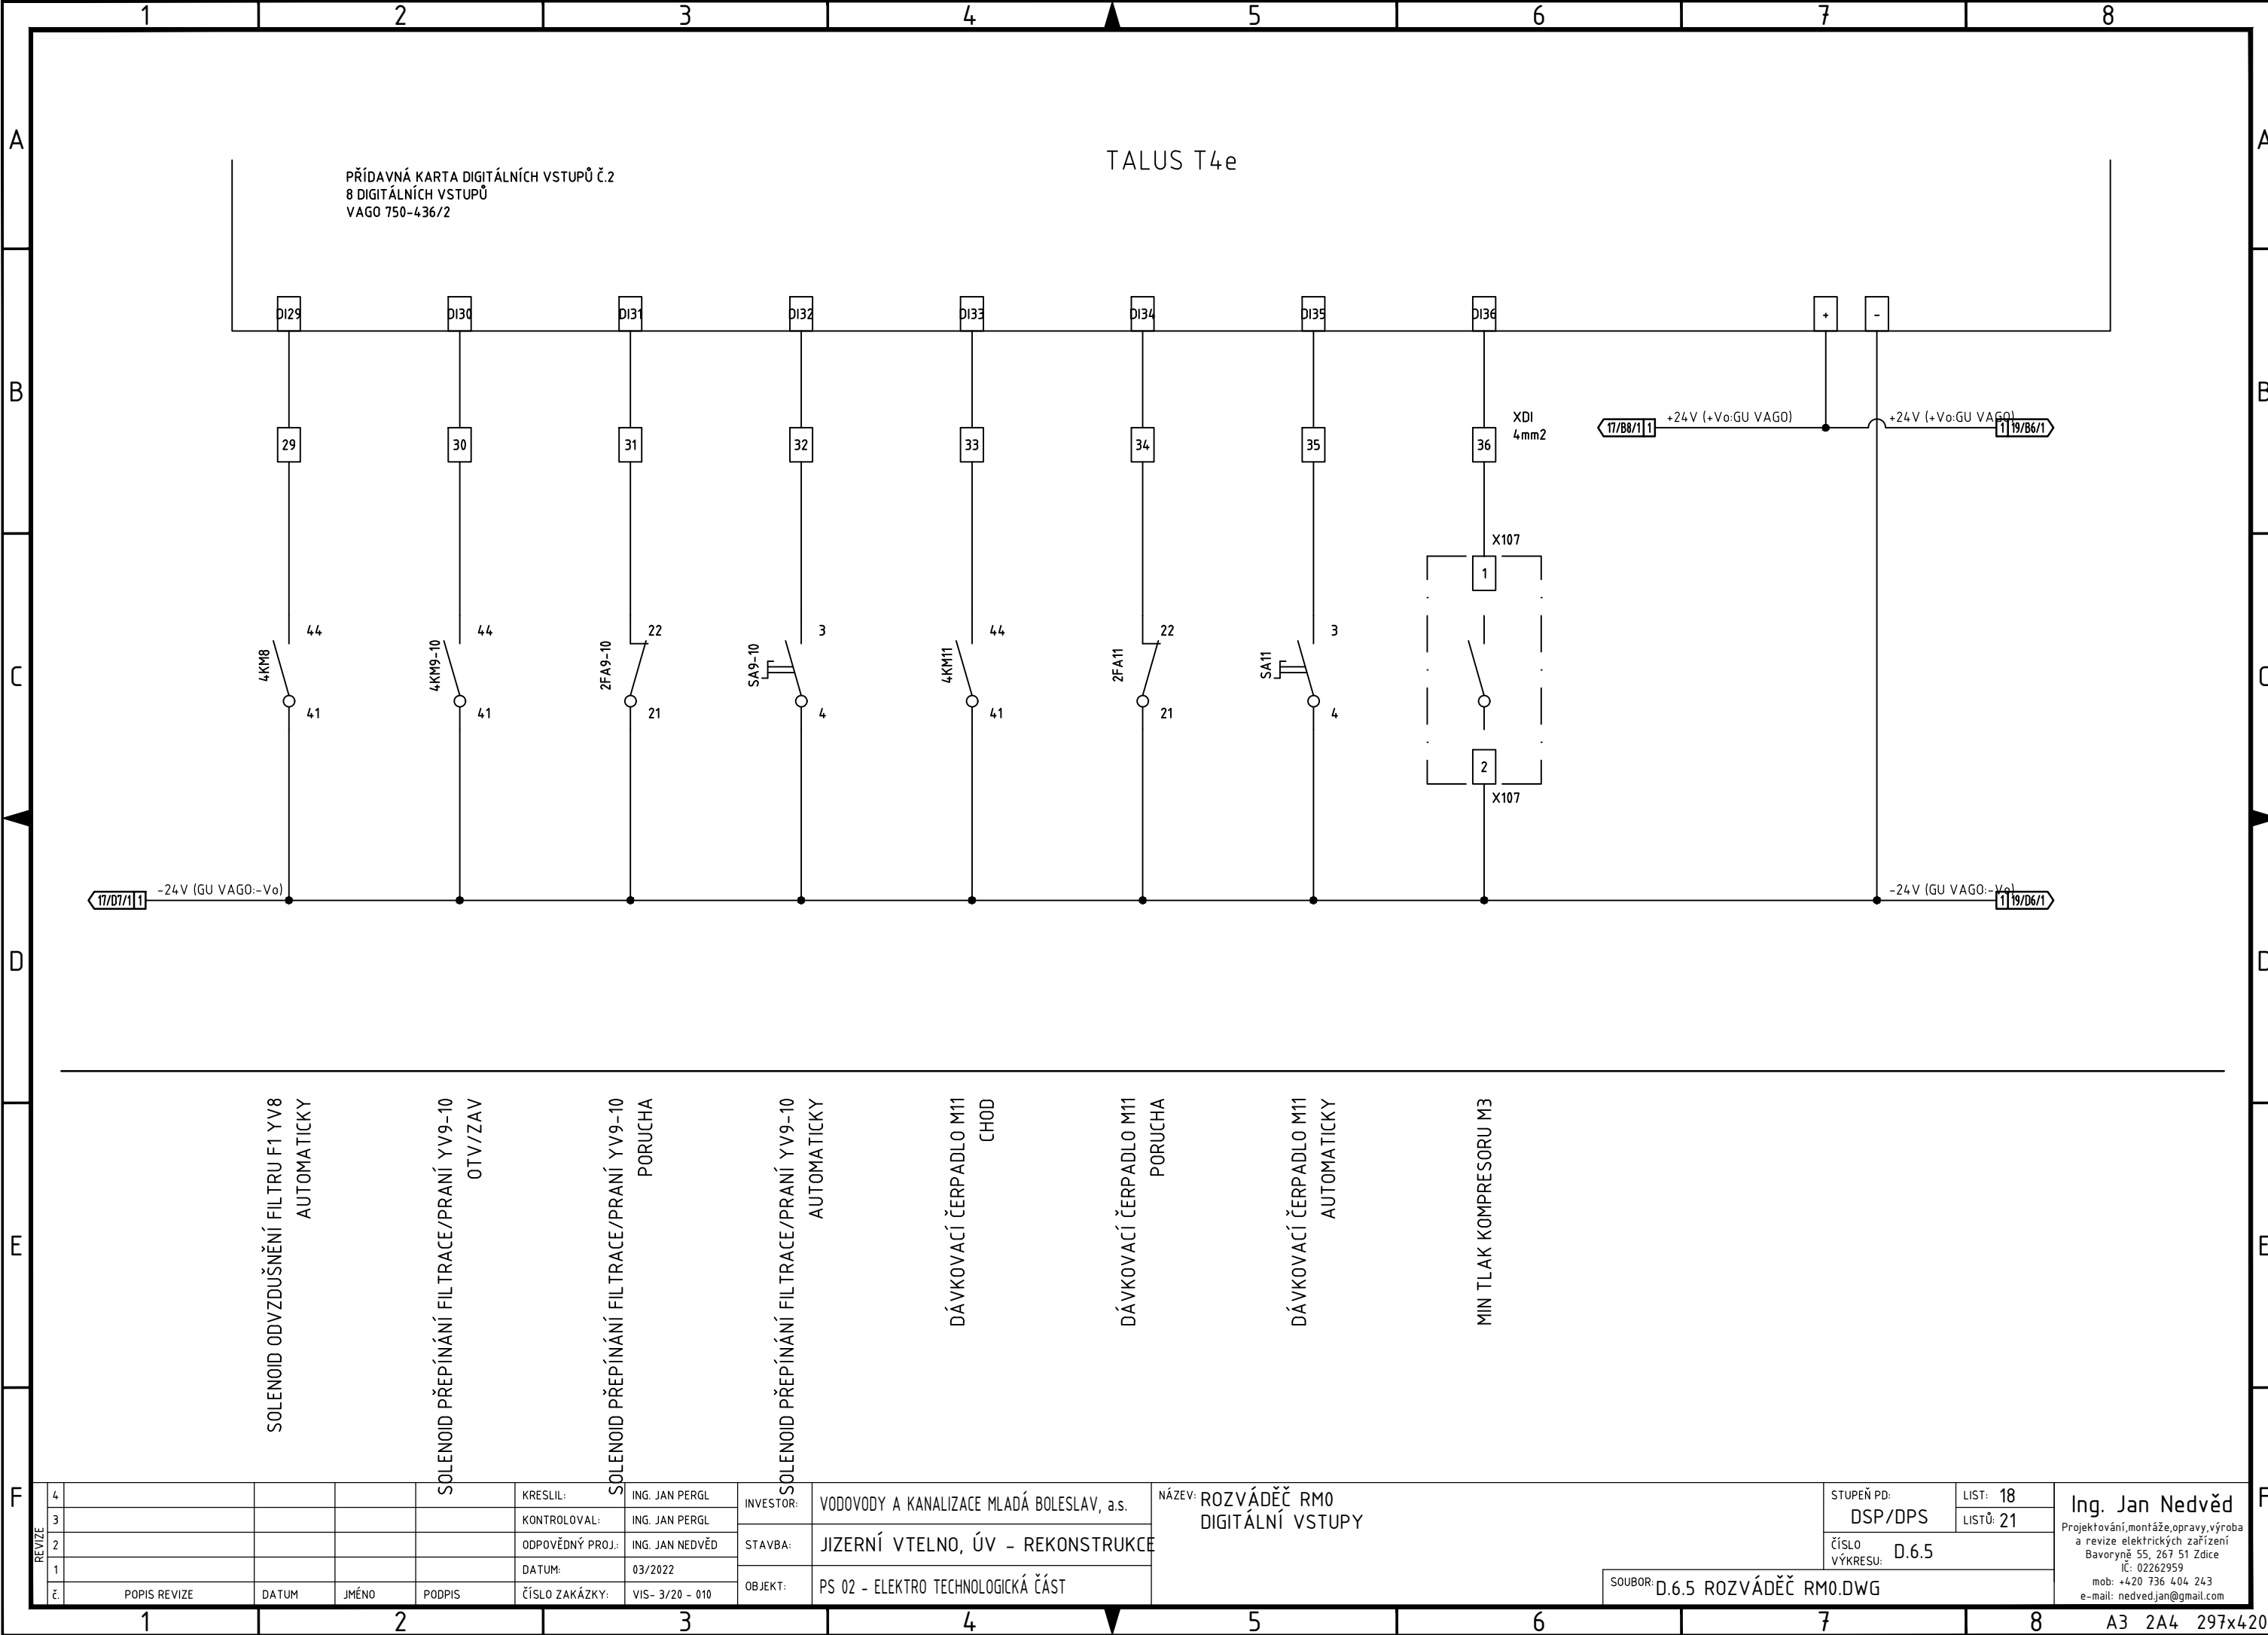 1 2 3 4 5 6 7 8
A A
TALUS T4e
PŘÍDAVNÁ KARTA DIGITÁLNÍCH VSTUPŮ Č.2
8 DIGITÁLNÍCH VSTUPŮ
VAGO 750-436/2
DI29 DI30 DI31 DI32 DI33 DI34 DI35 DI36 + -
B B
29 30 31 32 33 34 35 36
XDI
4mm2
17/B8/1 1 +24V (+Vo:GU VAGO) +24V (+Vo:GU VAGO) 1 19/B6/1
X107
1
44 44 22 3 44 22 3
4KM8 4KM9-10 2FA9-10 SA9-10 4KM11 2FA11 SA11
C C
41 41 21 4 41 21 4
2
X107
17/D7/1 1 -24V (GU VAGO:-Vo) -24V (GU VAGO:-Vo) 1 19/D6/1
D D
SOLENOID ODVZDUŠNĚNÍ FILTRU F1 YV8
AUTOMATICKY
SOLENOID PŘEPÍNÁNÍ FILTRACE/PRANÍ YV9-10
OTV/ZAV
SOLENOID PŘEPÍNÁNÍ FILTRACE/PRANÍ YV9-10
PORUCHA
SOLENOID PŘEPÍNÁNÍ FILTRACE/PRANÍ YV9-10
AUTOMATICKY
DÁVKOVACÍ ČERPADLO M11
CHOD
DÁVKOVACÍ ČERPADLO M11
PORUCHA
DÁVKOVACÍ ČERPADLO M11
AUTOMATICKY
MIN TLAK KOMPRESORU M3
E E
F F
REVIZE
4
3
2
1
č. POPIS REVIZE DATUM JMÉNO PODPIS
KRESLIL: ING. JAN PERGL
KONTROLOVAL: ING. JAN PERGL
ODPOVĚDNÝ PROJ.: ING. JAN NEDVĚD
DATUM: 03/2022
ČÍSLO ZAKÁZKY: VIS- 3/20 - 010
INVESTOR: VODOVODY A KANALIZACE MLADÁ BOLESLAV, a.s.
STAVBA: JIZERNÍ VTELNO, ÚV - REKONSTRUKCE
OBJEKT: PS 02 - ELEKTRO TECHNOLOGICKÁ ČÁST
NÁZEV: ROZVÁDĚČ RM0
DIGITÁLNÍ VSTUPY
SOUBOR: D.6.5 ROZVÁDĚČ RM0.DWG
STUPEŇ PD:
DSP/DPS
LIST: 18
LISTŮ: 21
ČÍSLO
VÝKRESU: D.6.5
Ing. Jan Nedvěd
Projektování,montáže,opravy,výroba
a revize elektrických zařízení
Bavoryně 55, 267 51 Zdice
IČ: 02262959
mob: +420 736 404 243
e-mail: nedved.jan@gmail.com
1 2 3 4 5 6 7 8
A3 2A4 297x420